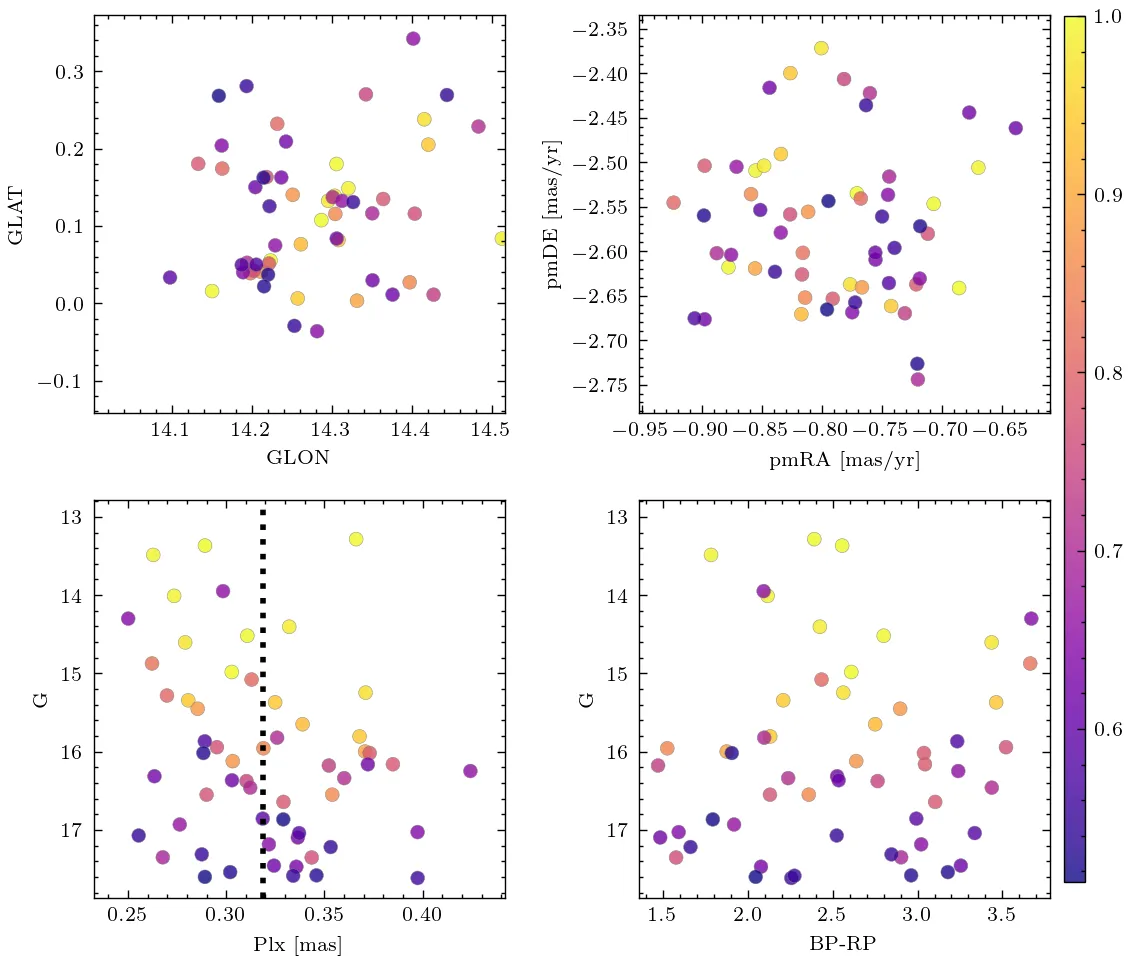 0.3
0.2
0.1
0.0
−0.1
14.1 14.2 14.3 14.4 14.5
GLON
GLAT
−2.35
−2.40
−2.45
−2.50
−2.55
−2.60
−2.65
−2.70
−2.75
−0.95 −0.90 −0.85 −0.80 −0.75 −0.70 −0.65
pmRA [mas/yr]
pmDE [mas/yr]
1.0
0.9
0.8
0.7
0.6
13
14
15
16
17
0.25 0.30 0.35 0.40
Plx [mas]
G
13
14
15
16
17
1.5 2.0 2.5 3.0 3.5
BP-RP
G